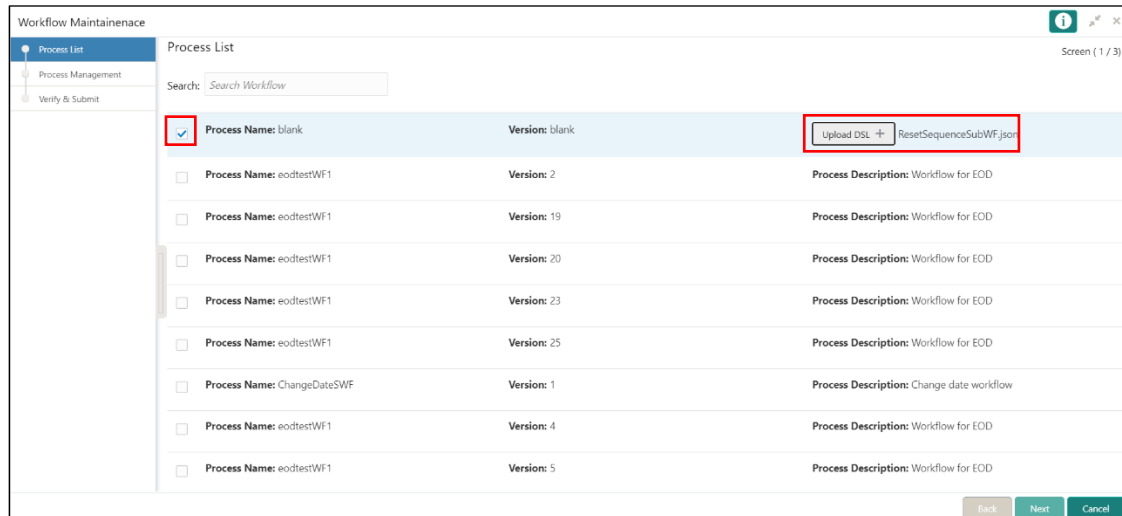 Workflow Maintainenace
Process List
Process Management
Verify & Submit
Process List
Screen ( 1 / 3)
Search: Search Workflow
Process Name: blank Version: blank Upload DSL + ResetSequenceSubWF.json
Process Name: eodtestWF1 Version: 2 Process Description: Workflow for EOD
Process Name: eodtestWF1 Version: 19 Process Description: Workflow for EOD
Process Name: eodtestWF1 Version: 20 Process Description: Workflow for EOD
Process Name: eodtestWF1 Version: 23 Process Description: Workflow for EOD
Process Name: eodtestWF1 Version: 25 Process Description: Workflow for EOD
Process Name: ChangeDateSWF Version: 1 Process Description: Change date workflow
Process Name: eodtestWF1 Version: 4 Process Description: Workflow for EOD
Process Name: eodtestWF1 Version: 5 Process Description: Workflow for EOD
Back Next Cancel